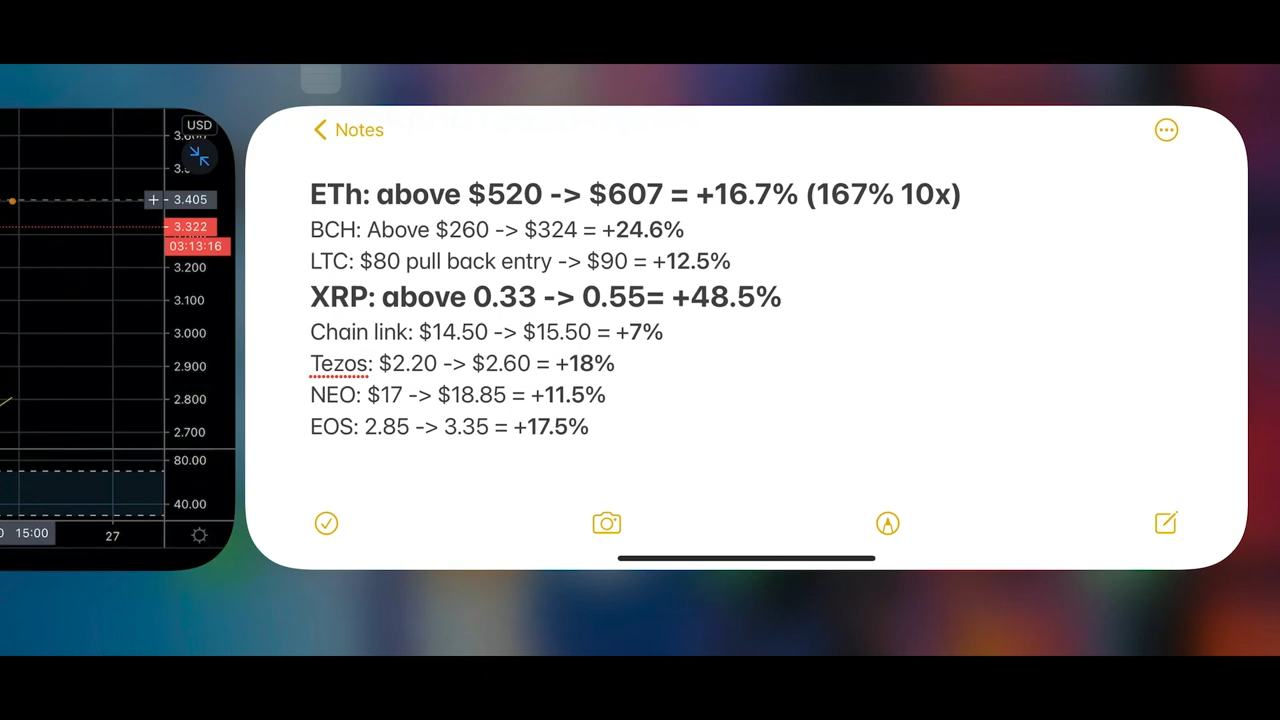 USD
3.405
3.322
03:13:16
3.200
3.100
3.000
2.900
2.800
2.700
80.00
40.00
15:00
27
Notes
ETh: above $520 -> $607 = +16.7% (167% 10x)
BCH: Above $260 -> $324 = +24.6%
LTC: $80 pull back entry -> $90 = +12.5%
XRP: above 0.33 -> 0.55= +48.5%
Chain link: $14.50 -> $15.50 = +7%
Tezos: $2.20 -> $2.60 = +18%
NEO: $17 -> $18.85 = +11.5%
EOS: 2.85 -> 3.35 = +17.5%